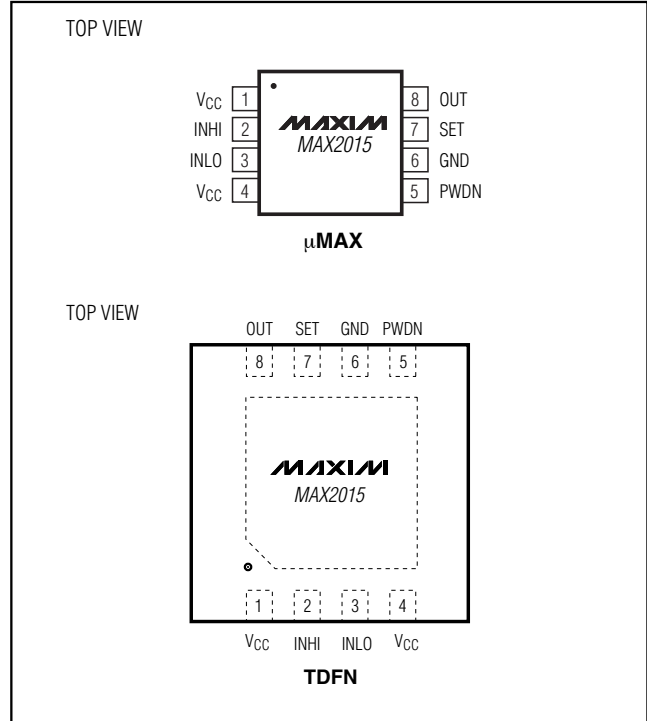 TOP VIEW
VCC 1 8 OUT
INHI 2 7 SET
INLO 3 6 GND
VCC 4 5 PWDN
MAXIM
MAX2015
µMAX
TOP VIEW
OUT SET GND PWDN
8 7 6 5
MAXIM
MAX2015
1 2 3 4
VCC INHI INLO VCC
TDFN